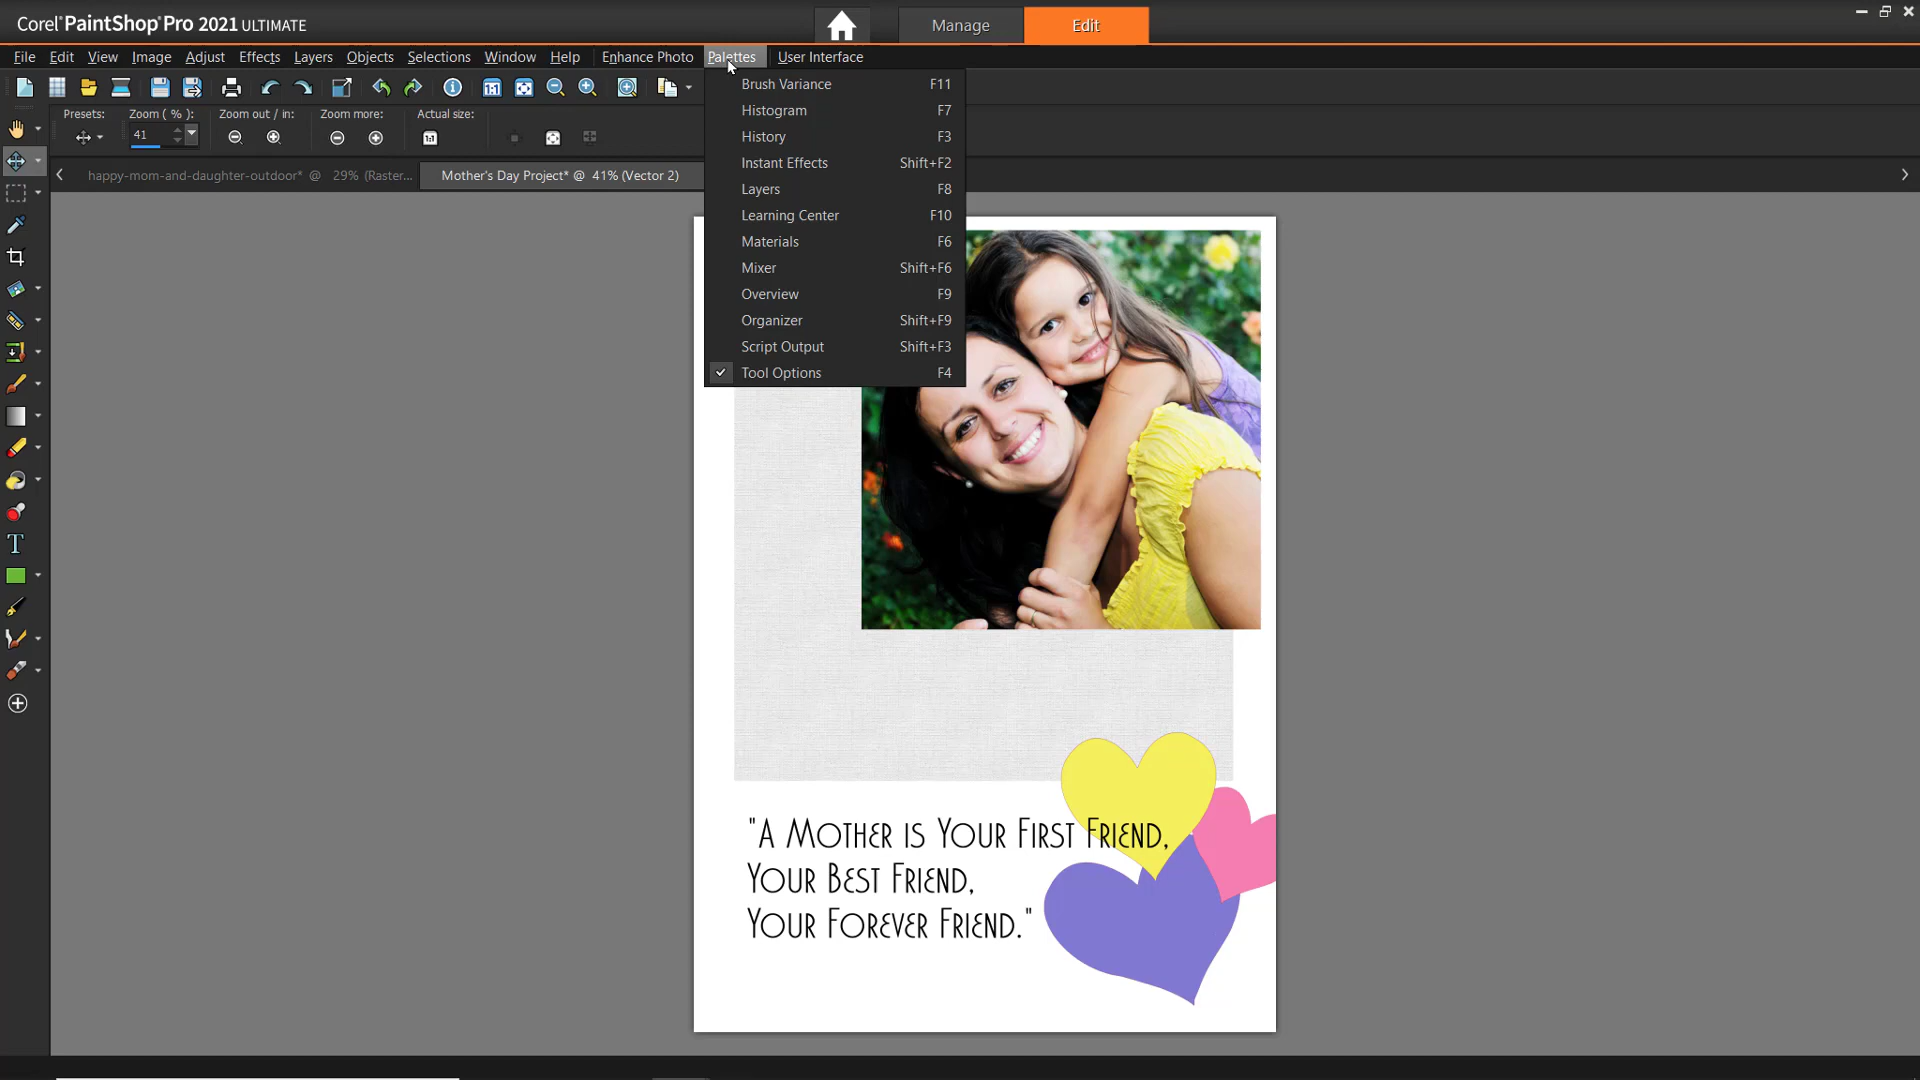 Corel PaintShop Pro 2021 ULTIMATE
Manage
Edit
File Edit View Image Adjust Effects Layers Objects Selections Window Help Enhance Photo Palettes User Interface
Presets: Zoom ( % ): Zoom out / in: Zoom more: Actual size:
41
happy-mom-and-daughter-outdoor* @ 29% (Raster...
Mother's Day Project* @ 41% (Vector 2)
Brush Variance F11
Histogram F7
History F3
Instant Effects Shift+F2
Layers F8
Learning Center F10
Materials F6
Mixer Shift+F6
Overview F9
Organizer Shift+F9
Script Output Shift+F3
Tool Options F4
"A Mother is Your First Friend,
Your Best Friend,
Your Forever Friend."